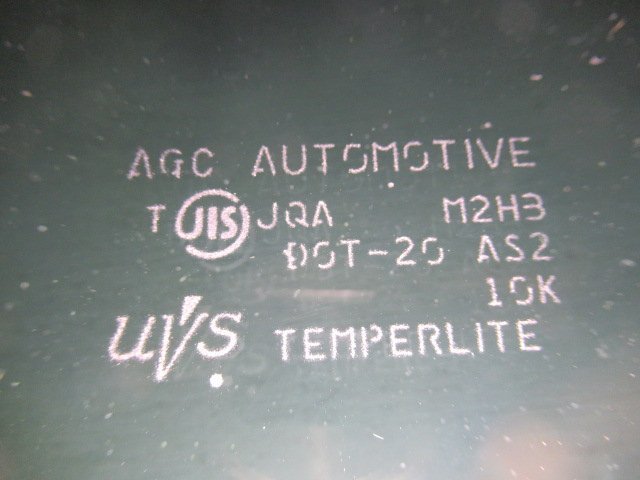 AGC AUTOMOTIVE
T JIS JQA M2H3
DOT-20 AS2
10K
UVS TEMPERLITE